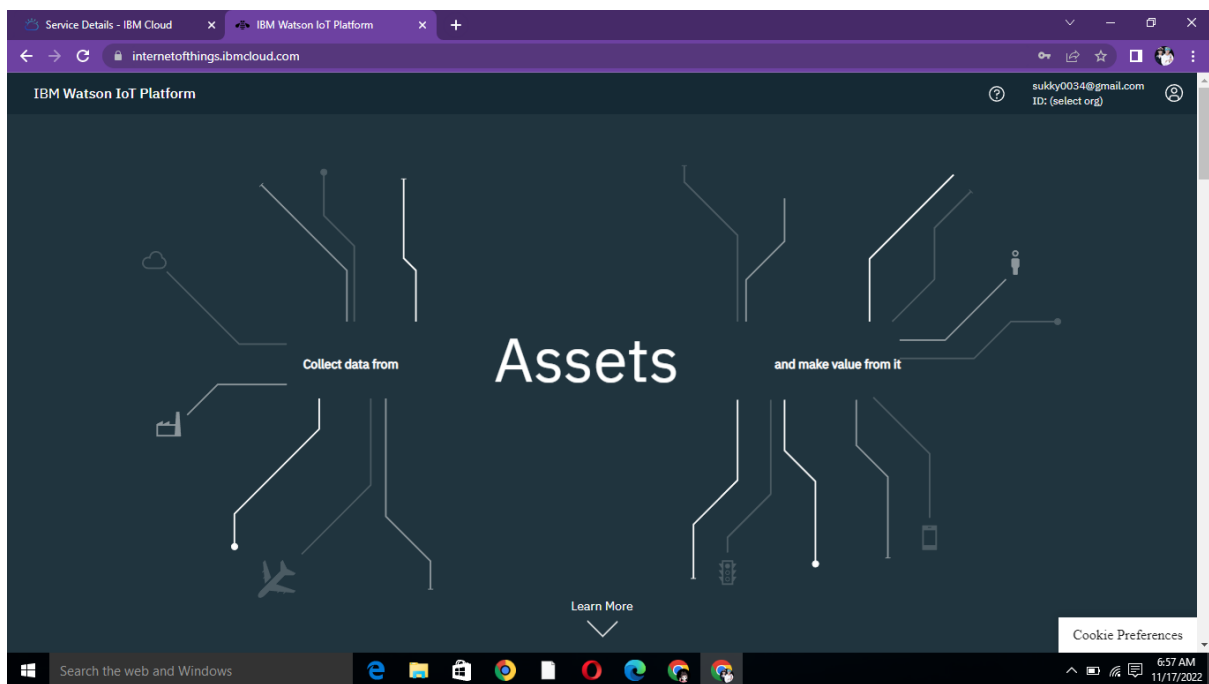 Service Details - IBM Cloud
IBM Watson IoT Platform
internetofthings.ibmcloud.com
IBM Watson IoT Platform
sukky0034@gmail.com
ID: (select org)
Collect data from
Assets
and make value from it
Learn More
Cookie Preferences
Search the web and Windows
6:57 AM
11/17/2022